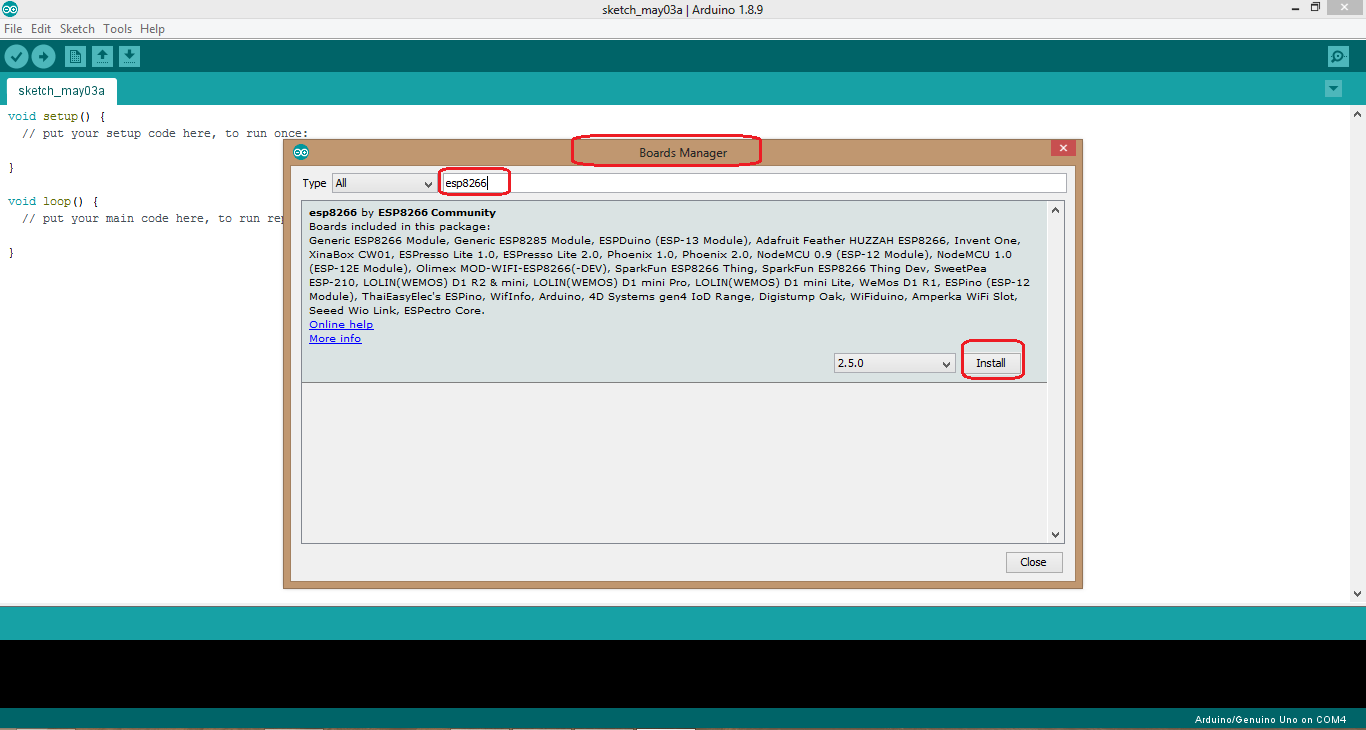 sketch_may03a | Arduino 1.8.9
File Edit Sketch Tools Help
sketch_may03a
void setup() {
// put your setup code here, to run once:
}
void loop() {
// put your main code here, to run rep
}
Boards Manager
Type All esp8266
esp8266 by ESP8266 Community
Boards included in this package:
Generic ESP8266 Module, Generic ESP8285 Module, ESPDuino (ESP-13 Module), Adafruit Feather HUZZAH ESP8266, Invent One,
XinaBox CW01, ESPresso Lite 1.0, ESPresso Lite 2.0, Phoenix 1.0, Phoenix 2.0, NodeMCU 0.9 (ESP-12 Module), NodeMCU 1.0
(ESP-12E Module), Olimex MOD-WIFI-ESP8266(-DEV), SparkFun ESP8266 Thing, SparkFun ESP8266 Thing Dev, SweetPea
ESP-210, LOLIN(WEMOS) D1 R2 & mini, LOLIN(WEMOS) D1 mini Pro, LOLIN(WEMOS) D1 mini Lite, WeMos D1 R1, ESPino (ESP-12
Module), ThaiEasyElec's ESPino, WifInfo, Arduino, 4D Systems gen4 IoD Range, Digistump Oak, WiFiduino, Amperka WiFi Slot,
Seeed Wio Link, ESPectro Core.
Online help
More info
2.5.0 Install
Close
Arduino/Genuino Uno on COM4